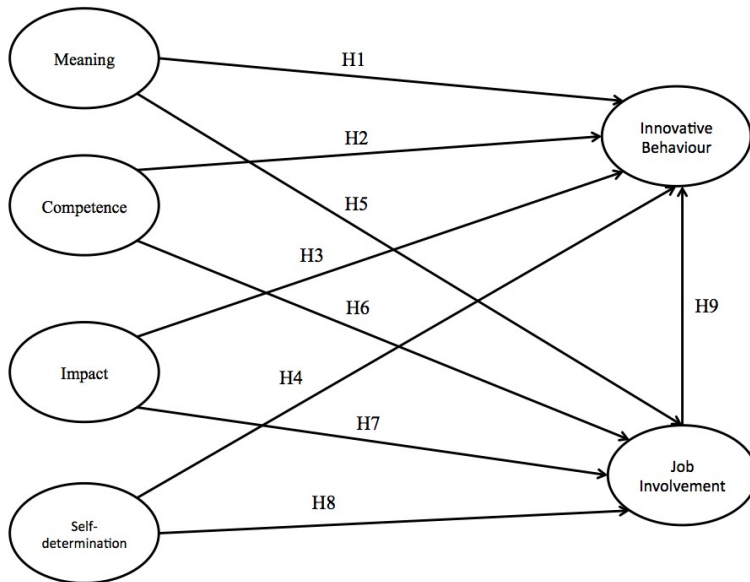 Meaning
H1
Innovative
Behaviour
H2
Competence
H5
H3
H6
H9
Impact
H4
H7
Job
Involvement
H8
Self-
determination